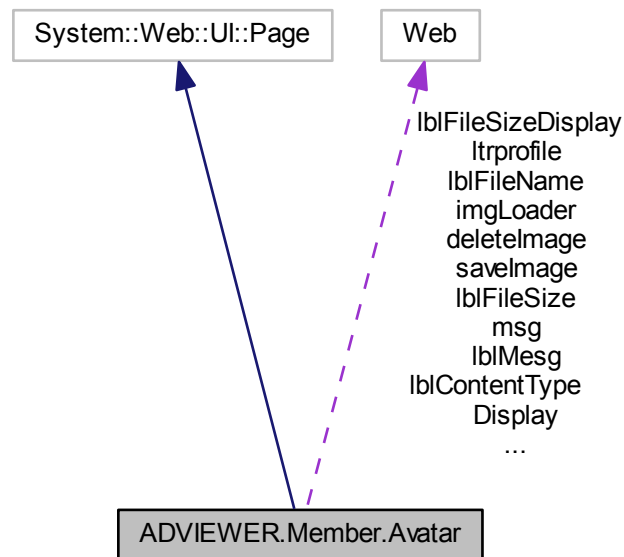 System::Web::UI::Page
Web
lblFileSizeDisplay
ltrprofile
lblFileName
imgLoader
deleteImage
saveImage
lblFileSize
msg
lblMesg
lblContentType
Display
...
ADVIEWER.Member.Avatar